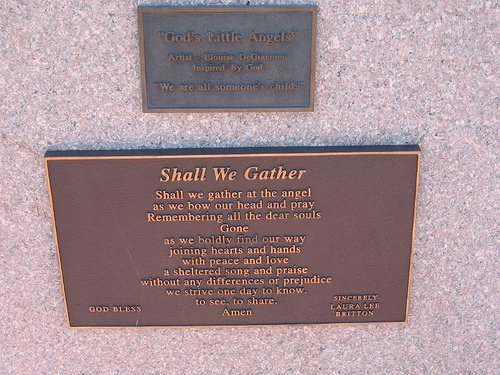 "God's Little Angels"
Artist - Elouise DeGiacomo
Inspired By God
"We are all someone's child"
Shall We Gather
Shall we gather at the angel
as we bow our head and pray
Remembering all the dear souls
Gone
as we boldly find our way
joining hearts and hands
with peace and love
a sheltered song and praise
without any differences or prejudice
we strive one day to know,
to see, to share.
Amen
GOD BLESS
SINCERELY
LAURA LEE
BRITTON